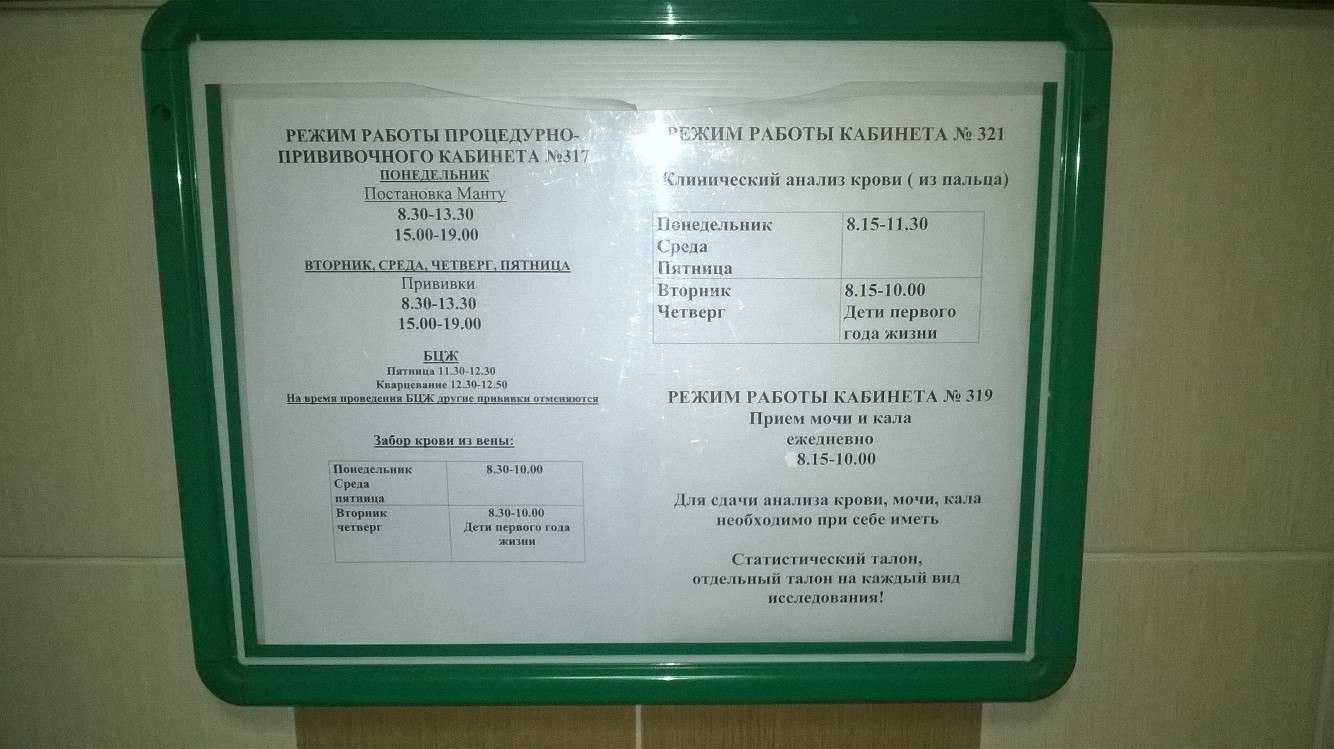 РЕЖИМ РАБОТЫ ПРОЦЕДУРНО-
ПРИВИВОЧНОГО КАБИНЕТА №317
ПОНЕДЕЛЬНИК
Постановка Манту
8.30-13.30
15.00-19.00
ВТОРНИК, СРЕДА, ЧЕТВЕРГ, ПЯТНИЦА
Прививки
8.30-13.30
15.00-19.00
БЦЖ
Пятница 11.30-12.30
Кварцевание 12.30-12.50
На время проведения БЦЖ другие прививки отменяются
Забор крови из вены:
Понедельник 8.30-10.00
Среда
пятница
Вторник 8.30-10.00
четверг Дети первого года
жизни
РЕЖИМ РАБОТЫ КАБИНЕТА № 321
Клинический анализ крови ( из пальца)
Понедельник 8.15-11.30
Среда
Пятница
Вторник 8.15-10.00
Четверг Дети первого
года жизни
РЕЖИМ РАБОТЫ КАБИНЕТА № 319
Прием мочи и кала
ежедневно
8.15-10.00
Для сдачи анализа крови, мочи, кала
необходимо при себе иметь
Статистический талон,
отдельный талон на каждый вид
исследования!